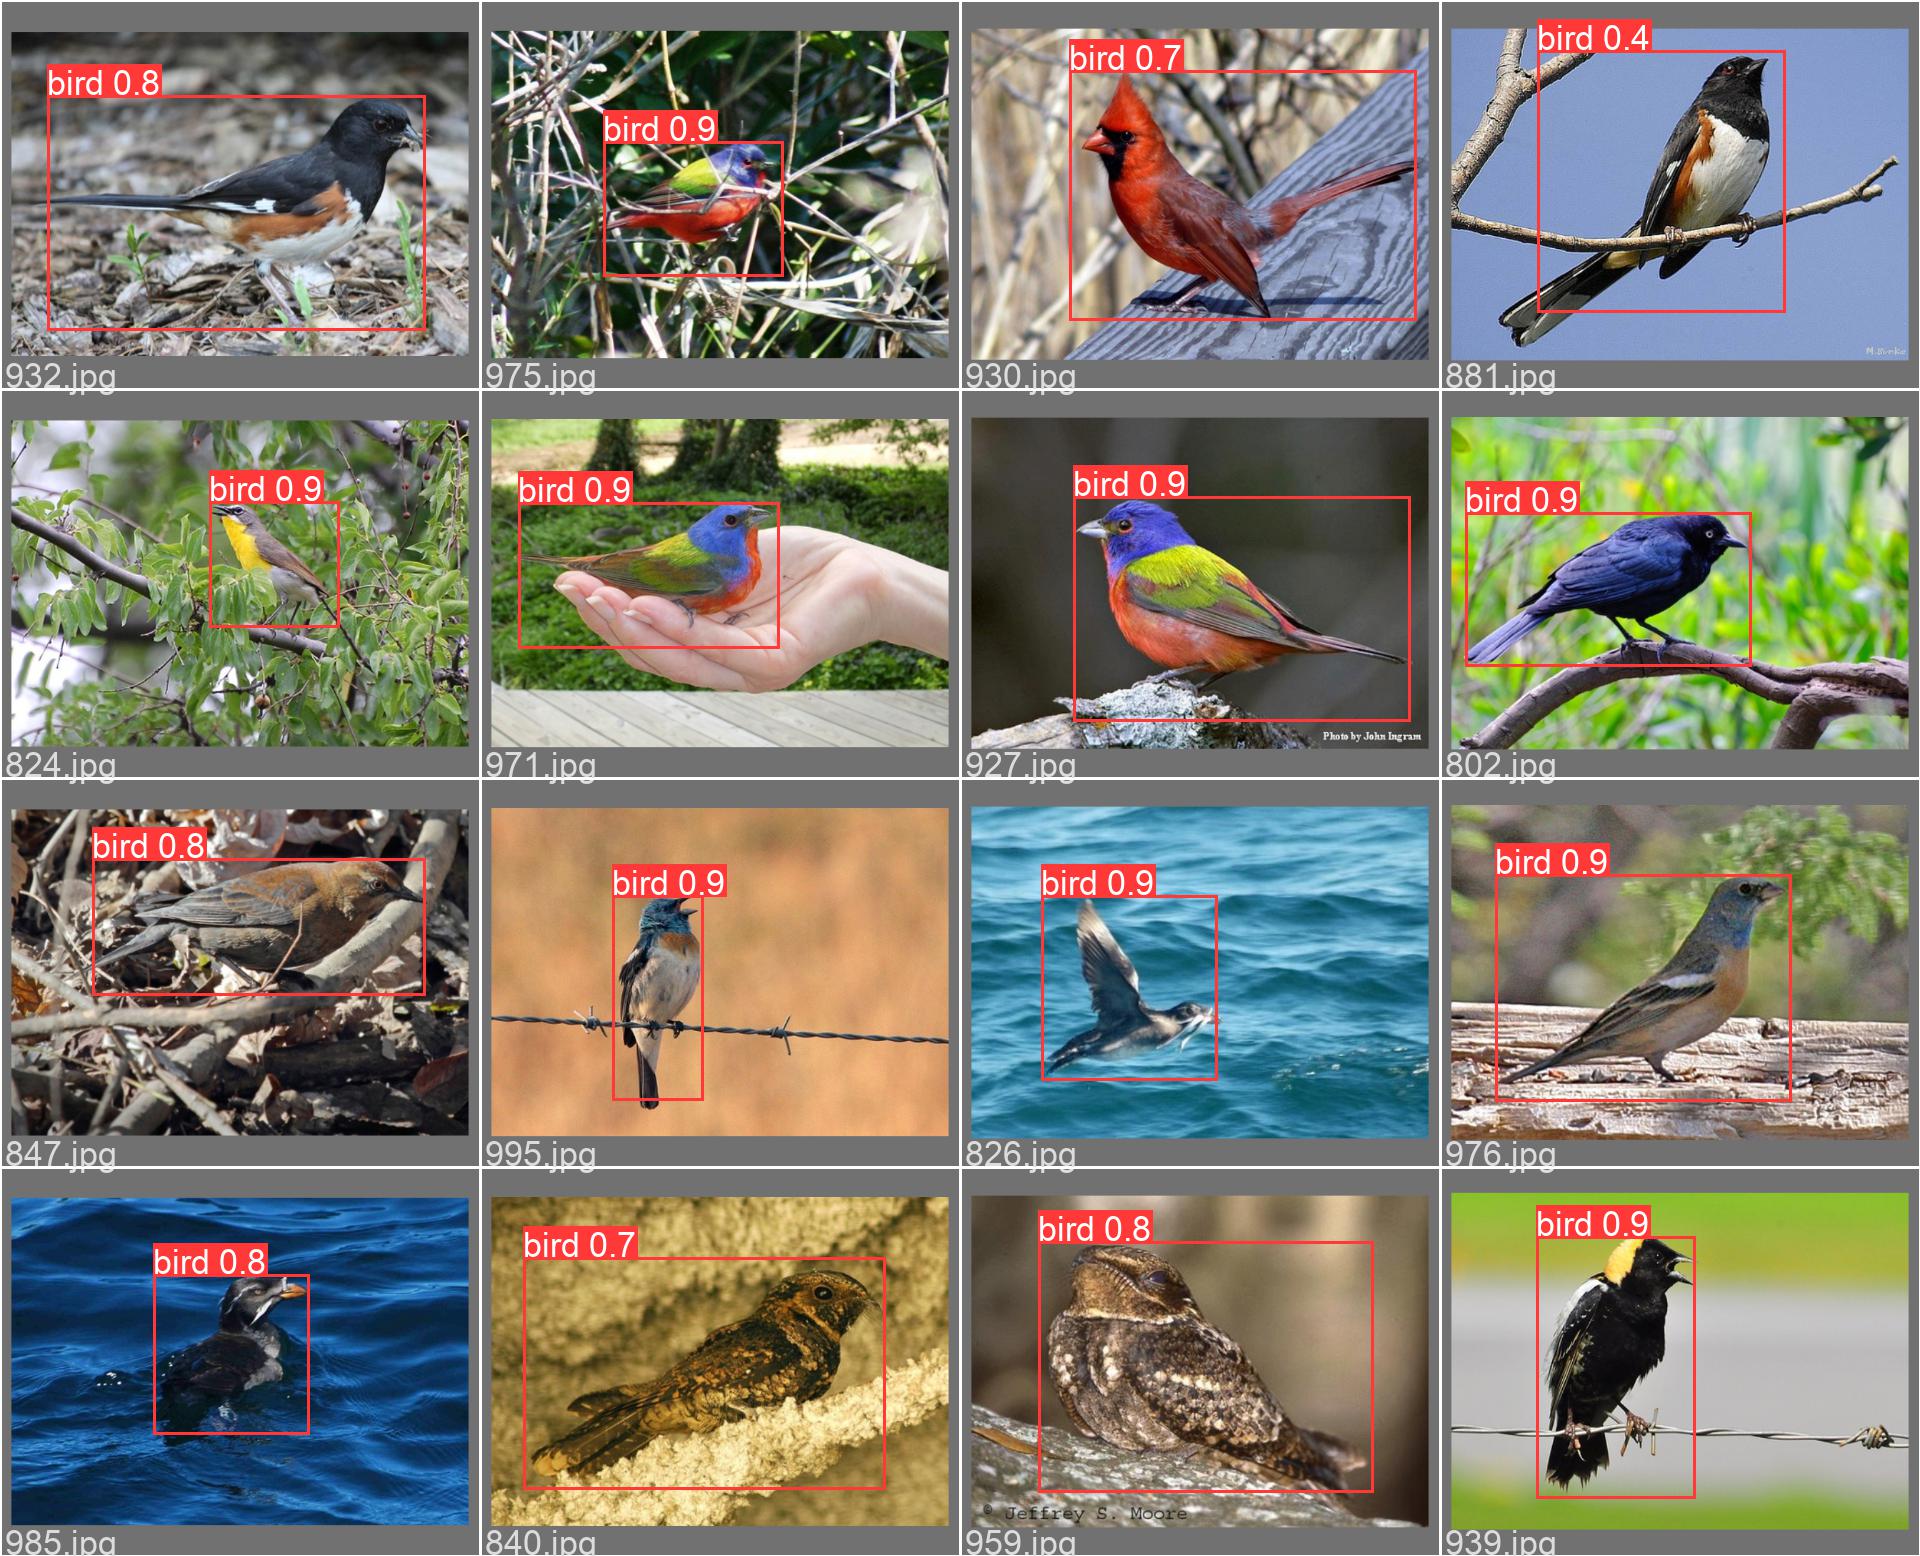 bird 0.8
bird 0.9
bird 0.7
bird 0.4
M.Burke
932.jpg
975.jpg
930.jpg
881.jpg
bird 0.9
bird 0.9
bird 0.9
bird 0.9
Photo by John Ingram
824.jpg
971.jpg
927.jpg
802.jpg
bird 0.8
bird 0.9
bird 0.9
bird 0.9
847.jpg
995.jpg
826.jpg
976.jpg
bird 0.8
bird 0.7
bird 0.8
bird 0.9
© Jeffrey S. Moore
985.jpg
840.jpg
959.jpg
939.jpg